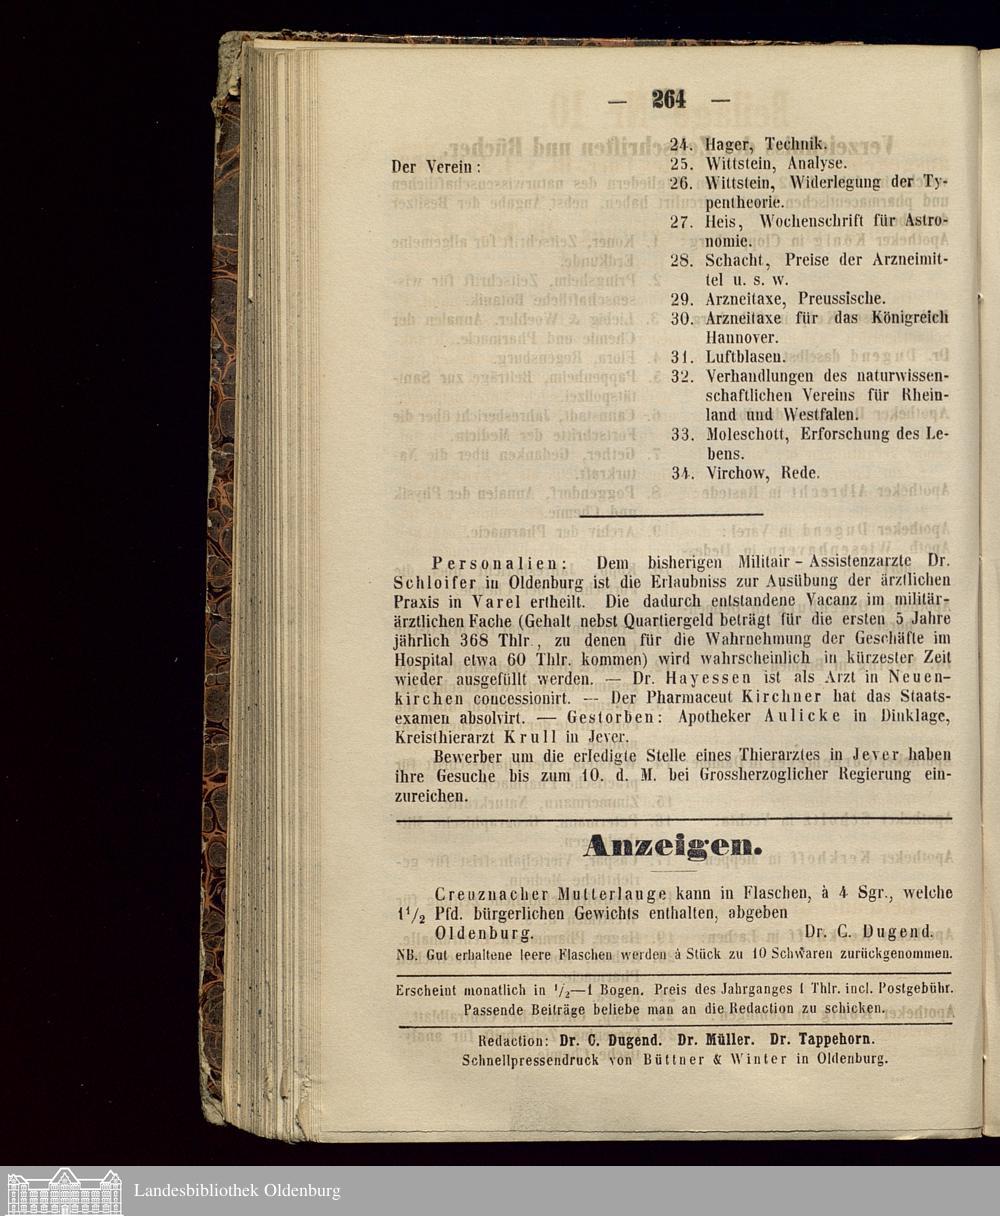 — 264 —
24. Hager, Technik.
Der Verein:
25. Wittstein, Analyse.
26. Wittstein, Widerlegung der Ty-
pentheorie.
27. Heis, Wochenschrift für Astro-
nomie.
28. Schacht, Preise der Arzneimit-
tel u. s. w.
29. Arzneitaxe, Preussische.
30. Arzneitaxe für das Königreich
Hannover.
31. Luftblasen.
32. Verhandlungen des naturwissen-
schaftlichen Vereins für Rhein-
land und Westfalen.
33. Moleschott, Erforschung des Le-
bens.
34. Virchow, Rede.
Personalien: Dem bisherigen Militair-Assistenzarzte Dr.
Schloifer in Oldenburg ist die Erlaubniss zur Ausübung der ärztlichen
Praxis in Varel ertheilt. Die dadurch entstandene Vacanz im militär-
ärztlichen Fache (Gehalt nebst Quartiergeld beträgt für die ersten 5 Jahre
jährlich 368 Thlr., zu denen für die Wahrnehmung der Geschäfte im
Hospital etwa 60 Thlr. kommen) wird wahrscheinlich in kürzester Zeit
wieder ausgefüllt werden. — Dr. Hayessen ist als Arzt in Neuen-
kirchen concessionirt. — Der Pharmaceut Kirchner hat das Staats-
examen absolvirt. — Gestorben: Apotheker Aulicke in Dinklage,
Kreisthierarzt Krull in Jever.
Bewerber um die erledigte Stelle eines Thierarztes in Jever haben
ihre Gesuche bis zum 10. d. M. bei Grossherzoglicher Regierung ein-
zureichen.
Anzeigen.
Creuznacher Mutterlauge kann in Flaschen, à 4 Sgr., welche
1 1/2 Pfd. bürgerlichen Gewichts enthalten, abgeben
Oldenburg. Dr. C. Dugend.
NB. Gut erhaltene leere Flaschen werden à Stück zu 10 Schwaren zurückgenommen.
Erscheint monatlich in 1/2—1 Bogen. Preis des Jahrganges 1 Thlr. incl. Postgebühr.
Passende Beiträge beliebe man an die Redaction zu schicken.
Redaction: Dr. C. Dugend. Dr. Müller. Dr. Tappehorn.
Schnellpressendruck von Büttner & Winter in Oldenburg.
Landesbibliothek Oldenburg